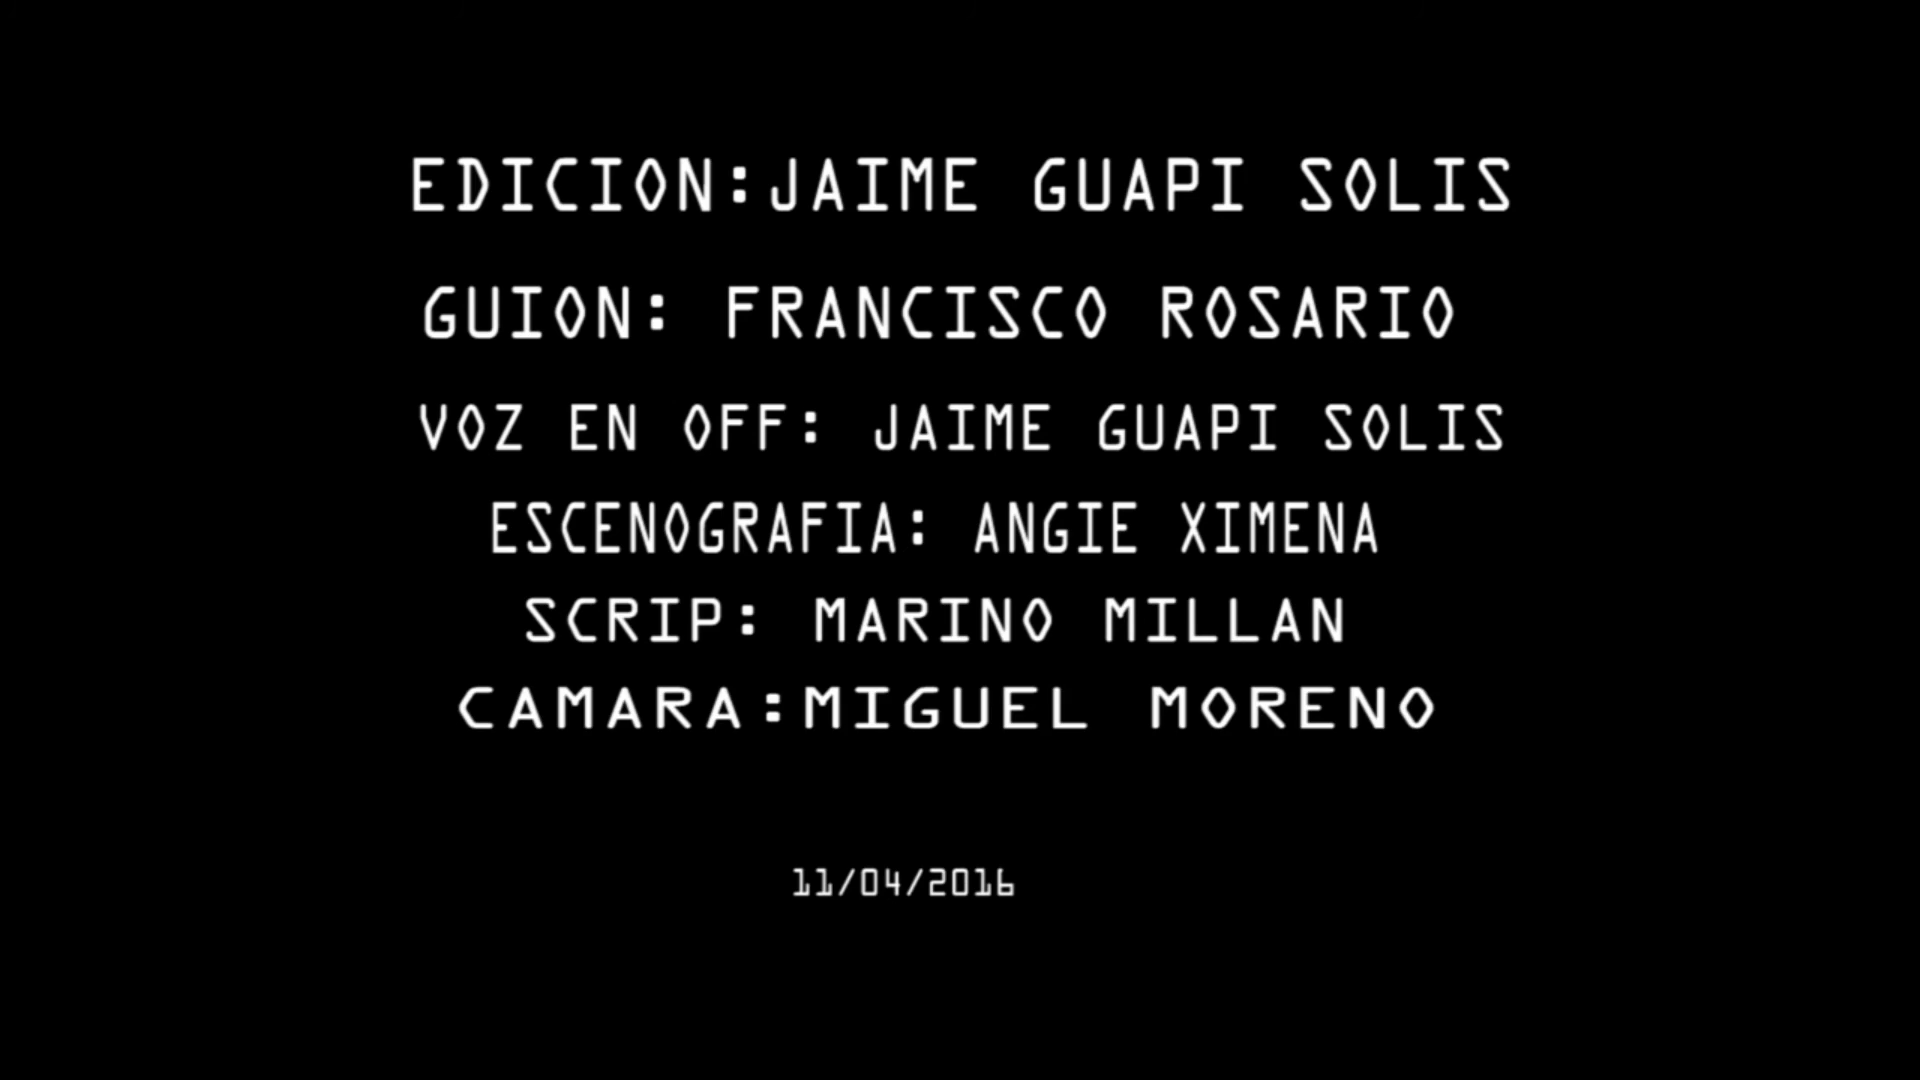 EDICION:JAIME GUAPI SOLIS
GUION: FRANCISCO ROSARIO
VOZ EN OFF: JAIME GUAPI SOLIS
ESCENOGRAFIA: ANGIE XIMENA
SCRIP: MARINO MILLAN
CAMARA:MIGUEL MORENO
11/04/2016